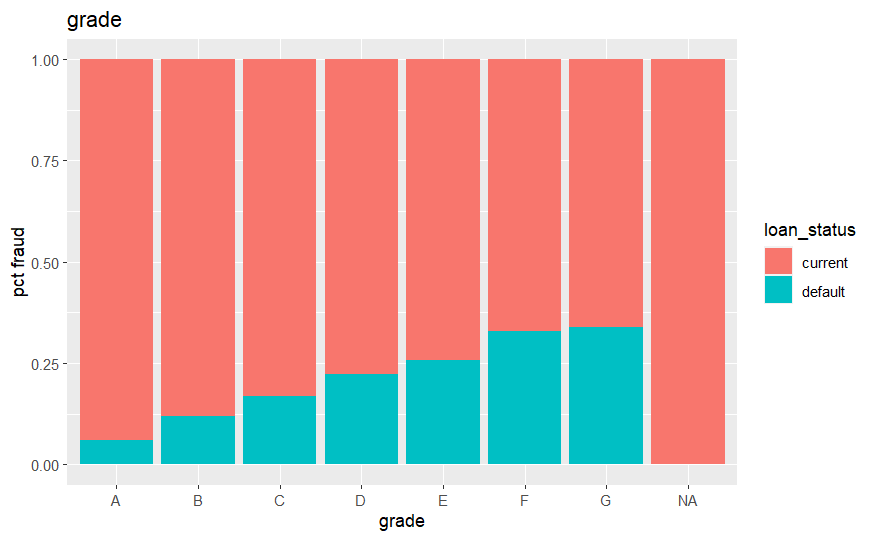 grade
1.00
0.75
0.50
0.25
0.00
pct fraud
A B C D E F G NA
grade
loan_status
current
default